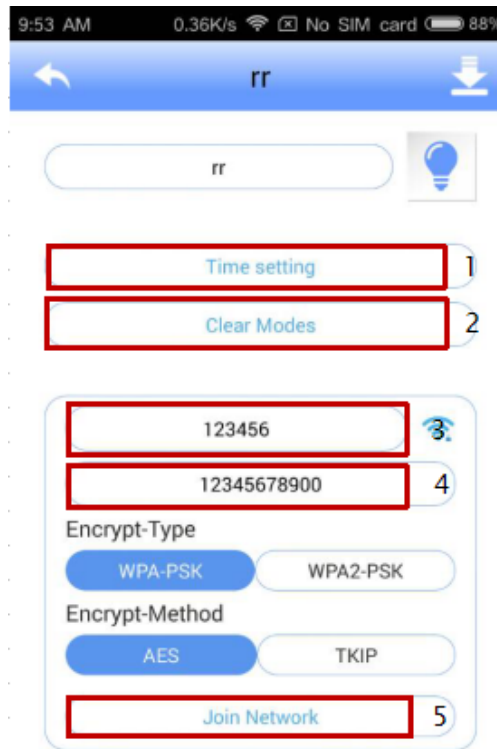 9:53 AM 0.36K/s No SIM card 88%
rr
rr
Time setting 1
Clear Modes 2
123456 3
12345678900 4
Encrypt-Type
WPA-PSK WPA2-PSK
Encrypt-Method
AES TKIP
Join Network 5